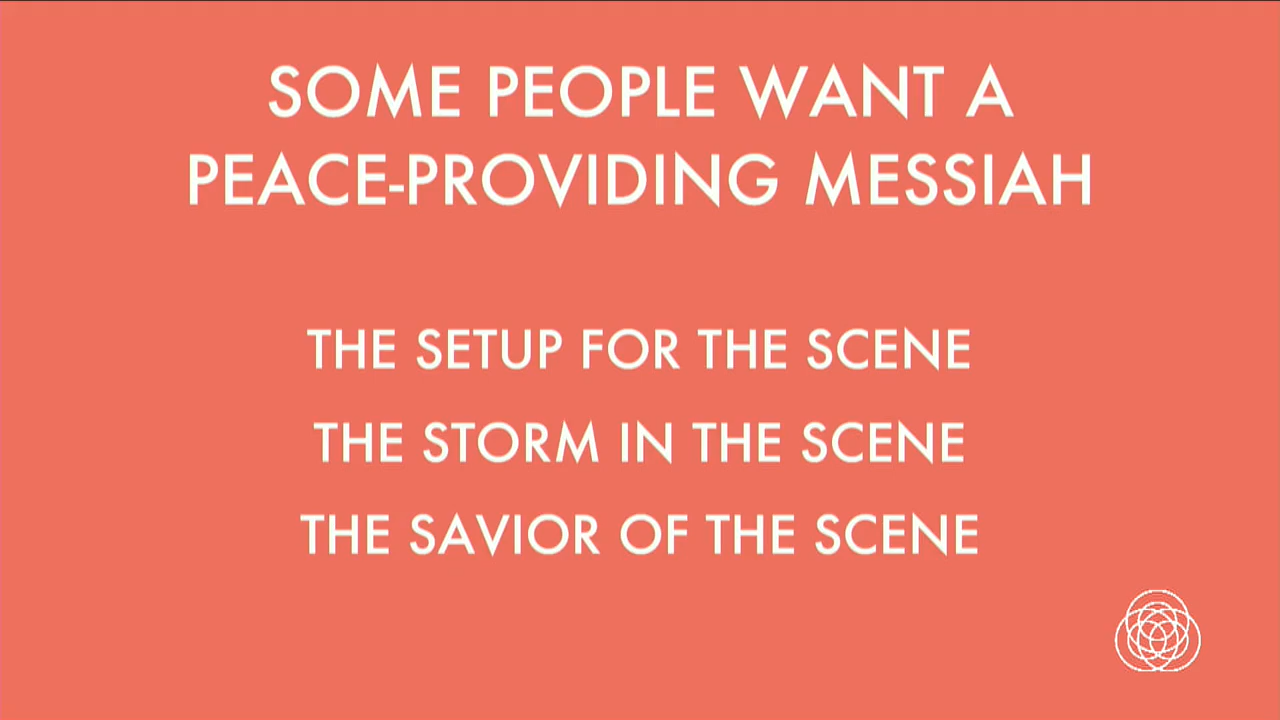 SOME PEOPLE WANT A
PEACE-PROVIDING MESSIAH
THE SETUP FOR THE SCENE
THE STORM IN THE SCENE
THE SAVIOR OF THE SCENE